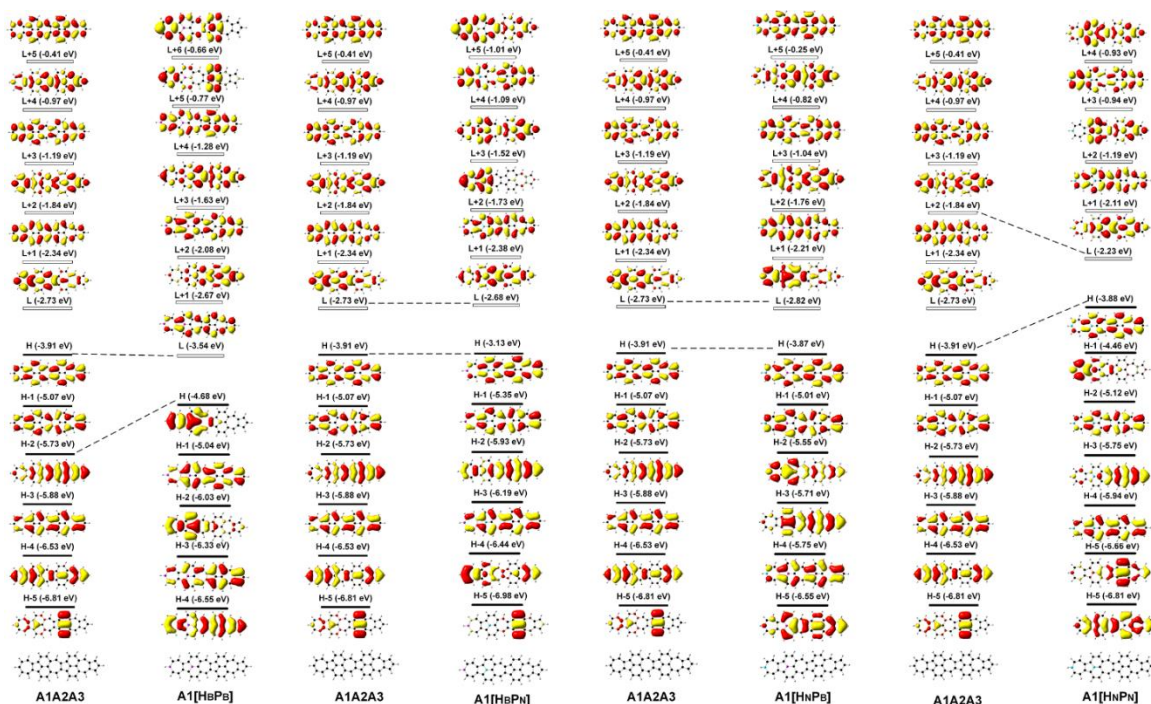 L+5 (-0.41 eV)
L+4 (-0.97 eV)
L+3 (-1.19 eV)
L+2 (-1.84 eV)
L+1 (-2.34 eV)
L (-2.73 eV)
H (-3.91 eV)
H-1 (-5.07 eV)
H-2 (-5.73 eV)
H-3 (-5.88 eV)
H-4 (-6.53 eV)
H-5 (-6.81 eV)
A1A2A3
L+6 (-0.66 eV)
L+5 (-0.77 eV)
L+4 (-1.28 eV)
L+3 (-1.63 eV)
L+2 (-2.08 eV)
L+1 (-2.67 eV)
L (-3.54 eV)
H (-4.68 eV)
H-1 (-5.04 eV)
H-2 (-6.03 eV)
H-3 (-6.33 eV)
H-4 (-6.55 eV)
A1[HBPB]
L+5 (-0.41 eV)
L+4 (-0.97 eV)
L+3 (-1.19 eV)
L+2 (-1.84 eV)
L+1 (-2.34 eV)
L (-2.73 eV)
H (-3.91 eV)
H-1 (-5.07 eV)
H-2 (-5.73 eV)
H-3 (-5.88 eV)
H-4 (-6.53 eV)
H-5 (-6.81 eV)
A1A2A3
L+5 (-1.01 eV)
L+4 (-1.09 eV)
L+3 (-1.52 eV)
L+2 (-1.73 eV)
L+1 (-2.38 eV)
L (-2.68 eV)
H (-3.13 eV)
H-1 (-5.35 eV)
H-2 (-5.93 eV)
H-3 (-6.19 eV)
H-4 (-6.44 eV)
H-5 (-6.98 eV)
A1[HBPN]
L+5 (-0.41 eV)
L+4 (-0.97 eV)
L+3 (-1.19 eV)
L+2 (-1.84 eV)
L+1 (-2.34 eV)
L (-2.73 eV)
H (-3.91 eV)
H-1 (-5.07 eV)
H-2 (-5.73 eV)
H-3 (-5.88 eV)
H-4 (-6.53 eV)
H-5 (-6.81 eV)
A1A2A3
L+5 (-0.25 eV)
L+4 (-0.82 eV)
L+3 (-1.04 eV)
L+2 (-1.76 eV)
L+1 (-2.21 eV)
L (-2.82 eV)
H (-3.87 eV)
H-1 (-5.01 eV)
H-2 (-5.55 eV)
H-3 (-5.71 eV)
H-4 (-5.75 eV)
H-5 (-6.55 eV)
A1[HNPB]
L+5 (-0.41 eV)
L+4 (-0.97 eV)
L+3 (-1.19 eV)
L+2 (-1.84 eV)
L+1 (-2.34 eV)
L (-2.73 eV)
H (-3.91 eV)
H-1 (-5.07 eV)
H-2 (-5.73 eV)
H-3 (-5.88 eV)
H-4 (-6.53 eV)
H-5 (-6.81 eV)
A1A2A3
L+4 (-0.93 eV)
L+3 (-0.94 eV)
L+2 (-1.19 eV)
L+1 (-2.11 eV)
L (-2.23 eV)
H (-3.88 eV)
H-1 (-4.46 eV)
H-2 (-5.12 eV)
H-3 (-5.75 eV)
H-4 (-5.94 eV)
H-5 (-6.65 eV)
H-5 (-6.81 eV)
A1[HNPN]